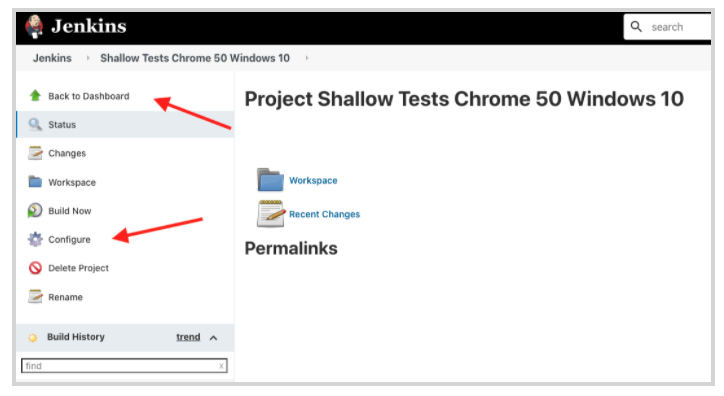 Jenkins
search
Jenkins Shallow Tests Chrome 50 Windows 10
Back to Dashboard
Status
Changes
Workspace
Build Now
Configure
Delete Project
Rename
Build History trend
find x
Project Shallow Tests Chrome 50 Windows 10
Workspace
Recent Changes
Permalinks